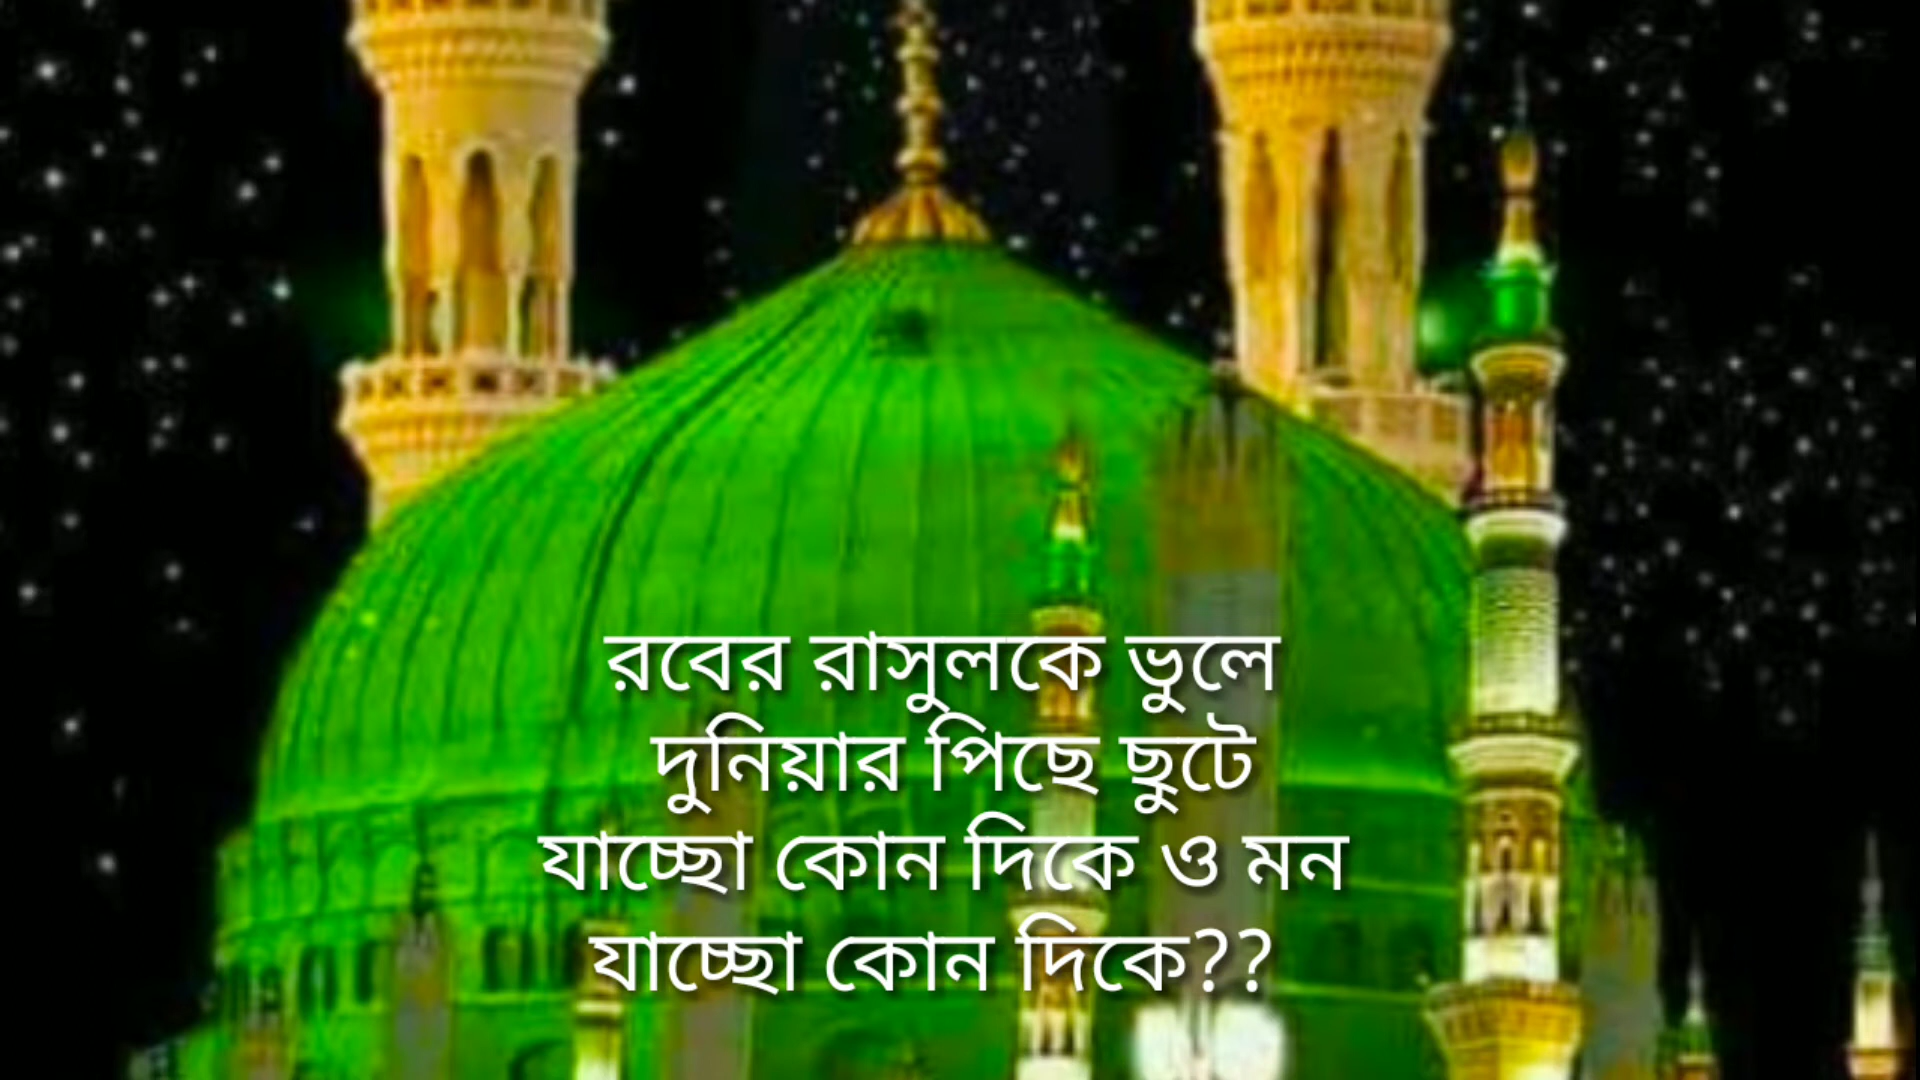 রবের রাসুলকে ভুলে
দুনিয়ার পিছে ছুটে
যাচ্ছো কোন দিকে ও মন
যাচ্ছো কোন দিকে??